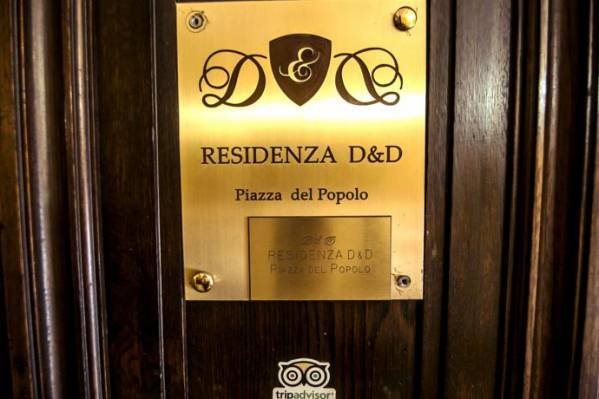 D & D
RESIDENZA D&D
Piazza del Popolo
D & D
RESIDENZA D&D
PIAZZA DEL POPOLO
tripadvisor